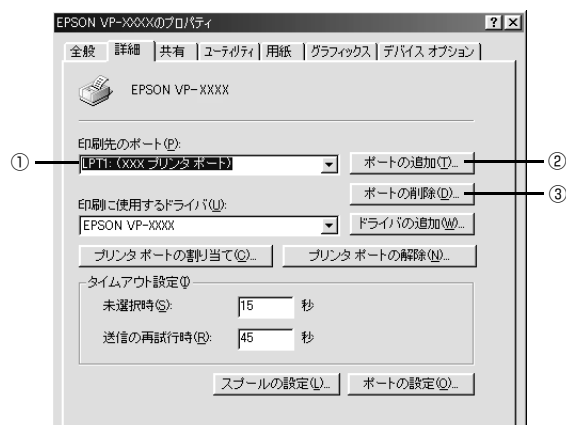 EPSON VP-XXXXのプロパティ
全般 詳細 共有 ユーティリティ 用紙 グラフィックス デバイス オプション
EPSON VP-XXXX
印刷先のポート(P):
① LPT1: (xxx プリンタ ポート) ポートの追加(T)... ②
ポートの削除(D)... ③
印刷に使用するドライバ(U):
EPSON VP-XXXX ドライバの追加(W)...
プリンタ ポートの割り当て(C)... プリンタ ポートの解除(N)...
タイムアウト設定(I)
未選択時(S): 15 秒
送信の再試行時(R): 45 秒
スプールの設定(L)... ポートの設定(O)...